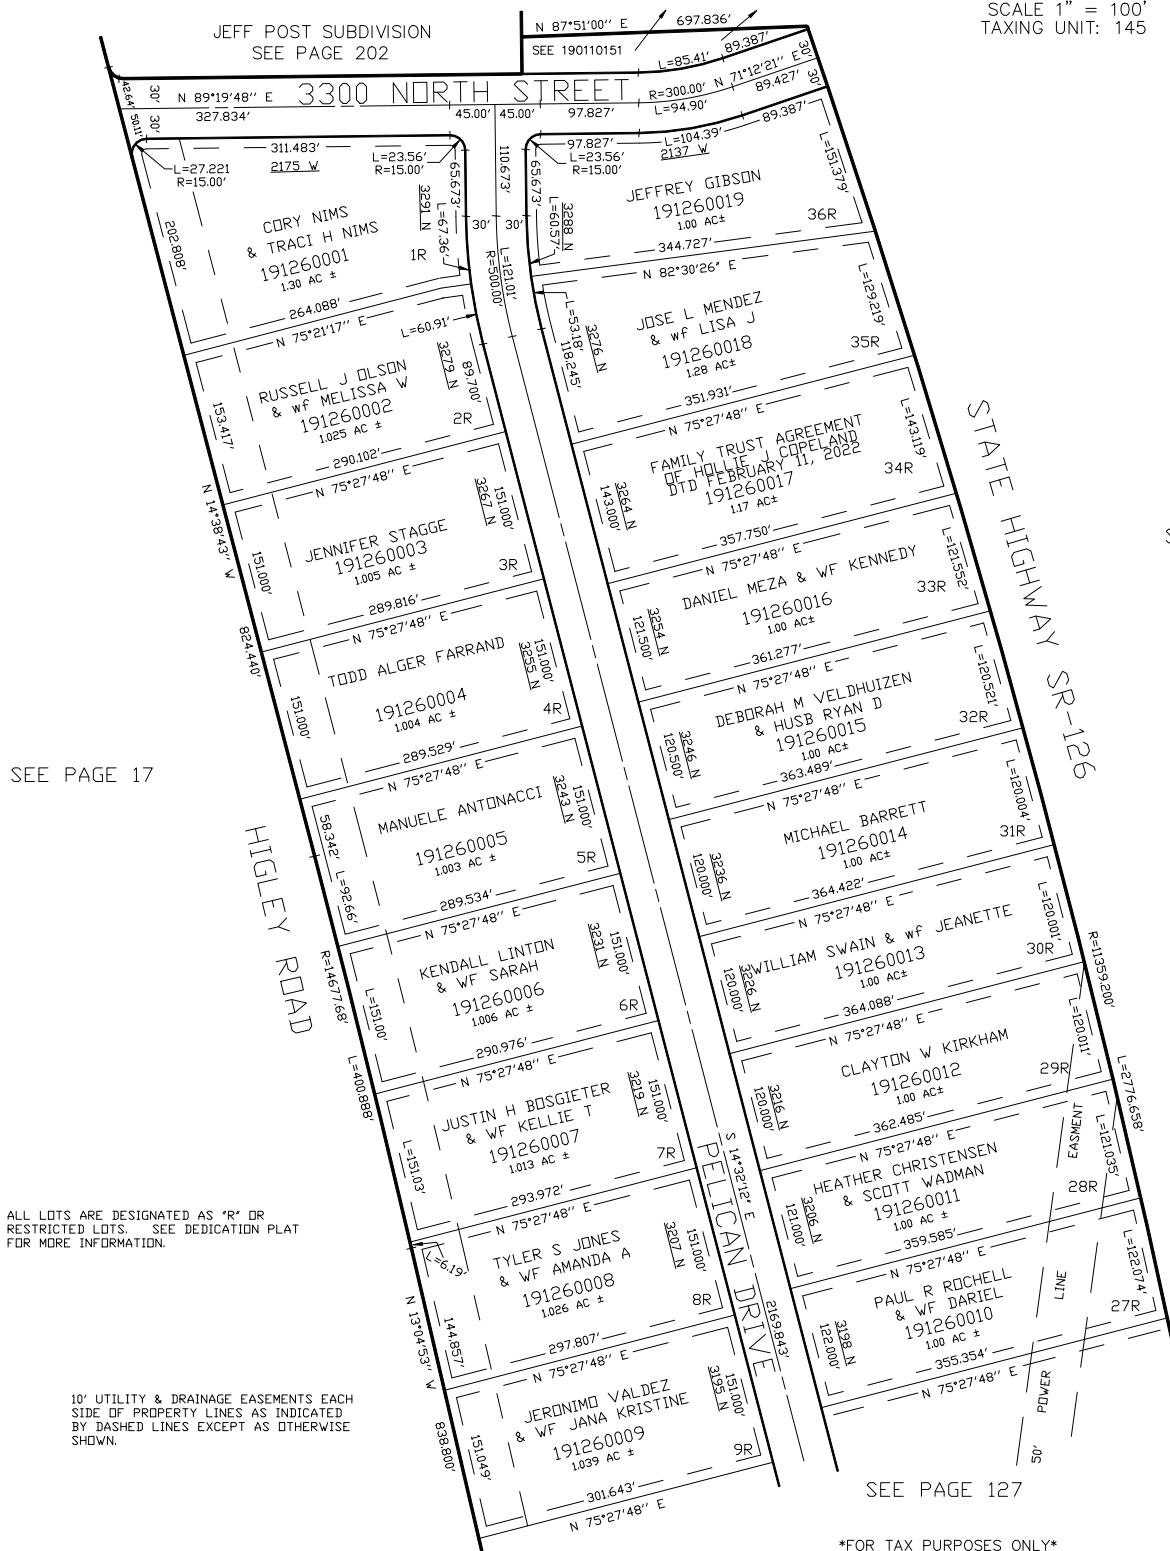 SCALE 1" = 100'
TAXING UNIT: 145
JEFF POST SUBDIVISION
SEE PAGE 202
N 87°51'00'' E
697.836'
SEE 190110151
L=85.41'
89.387'
30'
42.64'
30'
N 89°19'48'' E
3300 NORTH STREET
R=300.00'
N 71°12'21'' E
89.427'
30'
327.834'
45.00'
45.00'
97.827'
L=94.90'
50.11'
30'
311.483'
2175 W
L=27.221
R=15.00'
L=23.56'
R=15.00'
110.673'
97.827'
L=104.39'
2137 W
89.387'
L=23.56'
R=15.00'
65.673'
65.673'
L=151.379'
202.808'
CORY NIMS
& TRACI H NIMS
191260001
1.30 AC ±
3291 N
1R
L=67.36'
30'
30'
L=60.57'
3288 N
JEFFREY GIBSON
191260019
1.00 AC±
36R
344.727'
N 82°30'26" E
L=121.01'
R=500.00'
264.088'
N 75°21'17'' E
L=60.91'
L=53.18'
118.245'
3276 N
JOSE L MENDEZ
& wf LISA J
191260018
1.28 AC±
35R
L=129.219'
351.931'
N 75°27'48'' E
153.417'
RUSSELL J OLSON
& wf MELISSA W
191260002
1.025 AC ±
3279 N
89.700'
2R
290.102'
N 75°27'48'' E
FAMILY TRUST AGREEMENT
OF HOLLIE J COPELAND
DTD FEBRUARY 11, 2022
191260017
1.17 AC±
34R
L=143.119'
3264 N
143.000'
357.750'
N 75°27'48'' E
STATE HIGHWAY SR-126
N 14°38'43'' W
824.440'
151.000'
JENNIFER STAGGE
191260003
1.005 AC ±
3267 N
151.000'
3R
289.816'
N 75°27'48'' E
DANIEL MEZA & WF KENNEDY
191260016
1.00 AC±
33R
L=121.552'
3254 N
121.500'
361.277'
N 75°27'48'' E
151.000'
TODD ALGER FARRAND
191260004
1.004 AC ±
3255 N
151.000'
4R
289.529'
N 75°27'48'' E
DEBORAH M VELDHUIZEN
& HUSB RYAN D
191260015
1.00 AC±
32R
L=120.521'
3246 N
120.500'
363.489'
N 75°27'48'' E
SEE PAGE 17
58.342'
L=92.66'
MANUELE ANTONACCI
191260005
1.003 AC ±
3243 N
151.000'
5R
289.534'
N 75°27'48'' E
MICHAEL BARRETT
191260014
1.00 AC±
31R
L=120.004'
3236 N
120.000'
364.422'
N 75°27'48'' E
HIGLEY ROAD
R=14677.68'
L=400.888'
L=151.00'
KENDALL LINTON
& WF SARAH
191260006
1.006 AC ±
3231 N
151.000'
6R
290.976'
N 75°27'48'' E
WILLIAM SWAIN & wf JEANETTE
191260013
1.00 AC±
30R
L=120.001'
3226 N
120.000'
364.088'
N 75°27'48'' E
R=11359.200'
L=2776.658'
L=151.03'
JUSTIN H BOSGIETER
& WF KELLIE T
191260007
1.013 AC ±
3219 N
151.000'
7R
293.972'
N 75°27'48'' E
CLAYTON W KIRKHAM
191260012
1.00 AC±
29R
L=120.011'
3216 N
120.000'
362.485'
N 75°27'48'' E
PELICAN DRIVE
S 14°32'12" E
2169.843'
HEATHER CHRISTENSEN
& SCOTT WADMAN
191260011
1.00 AC±
28R
L=121.035'
3206 N
121.000'
359.585'
N 75°27'48'' E
ALL LOTS ARE DESIGNATED AS "R" OR
RESTRICTED LOTS. SEE DEDICATION PLAT
FOR MORE INFORMATION.
L=6.19'
144.857'
TYLER S JONES
& WF AMANDA A
191260008
1.026 AC ±
3207 N
151.000'
8R
297.807'
N 75°27'48'' E
PAUL R ROCHELL
& WF DARIEL
191260010
1.00 AC±
27R
L=122.074'
3198 N
122.000'
355.354'
N 75°27'48'' E
50' POWER LINE EASMENT
N 13°04'53'' W
838.800'
10' UTILITY & DRAINAGE EASEMENTS EACH
SIDE OF PROPERTY LINES AS INDICATED
BY DASHED LINES EXCEPT AS OTHERWISE
SHOWN.
151.049'
JERONIMO VALDEZ
& WF JANA KRISTINE
191260009
1.039 AC ±
3195 N
151.000'
9R
301.643'
N 75°27'48'' E
SEE PAGE 127
*FOR TAX PURPOSES ONLY*